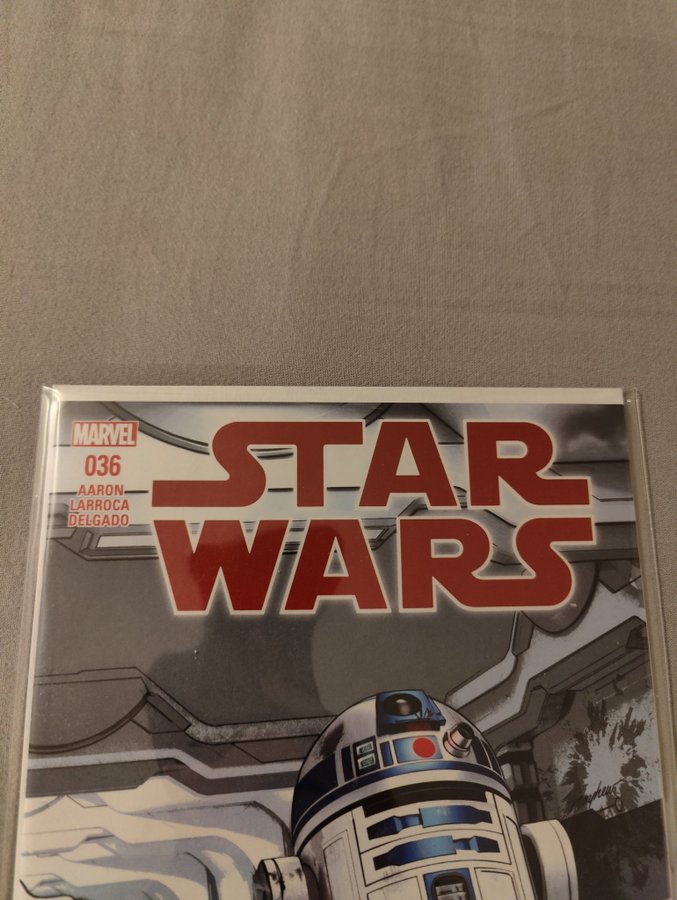 MARVEL
036
AARON
LARROCA
DELGADO
STAR
WARS